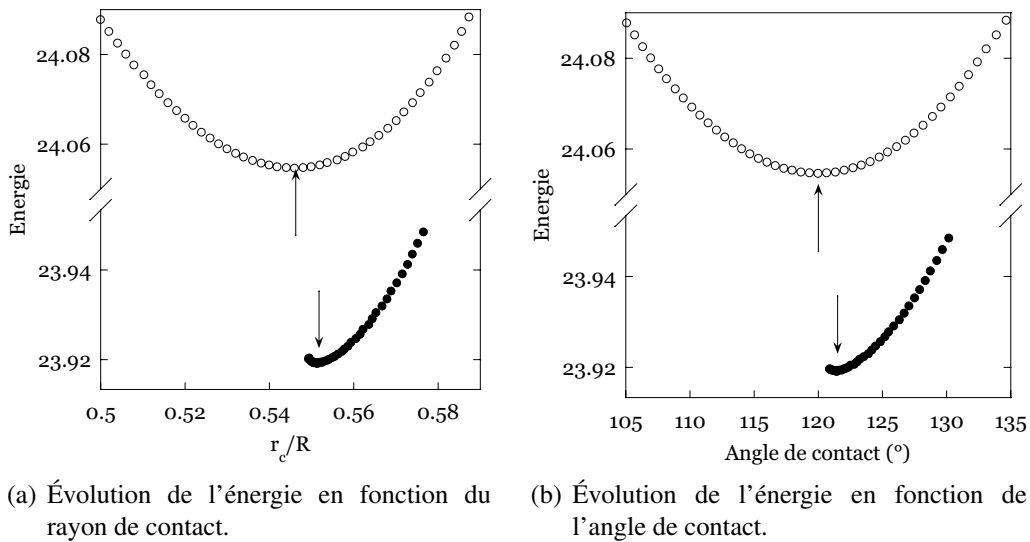 24.08
24.06
23.94
23.92
Energie
0.5 0.52 0.54 0.56 0.58
r_c/R
24.08
24.06
23.94
23.92
Energie
105 110 115 120 125 130 135
Angle de contact (°)
(a) Évolution de l'énergie en fonction du
rayon de contact.
(b) Évolution de l'énergie en fonction de
l'angle de contact.